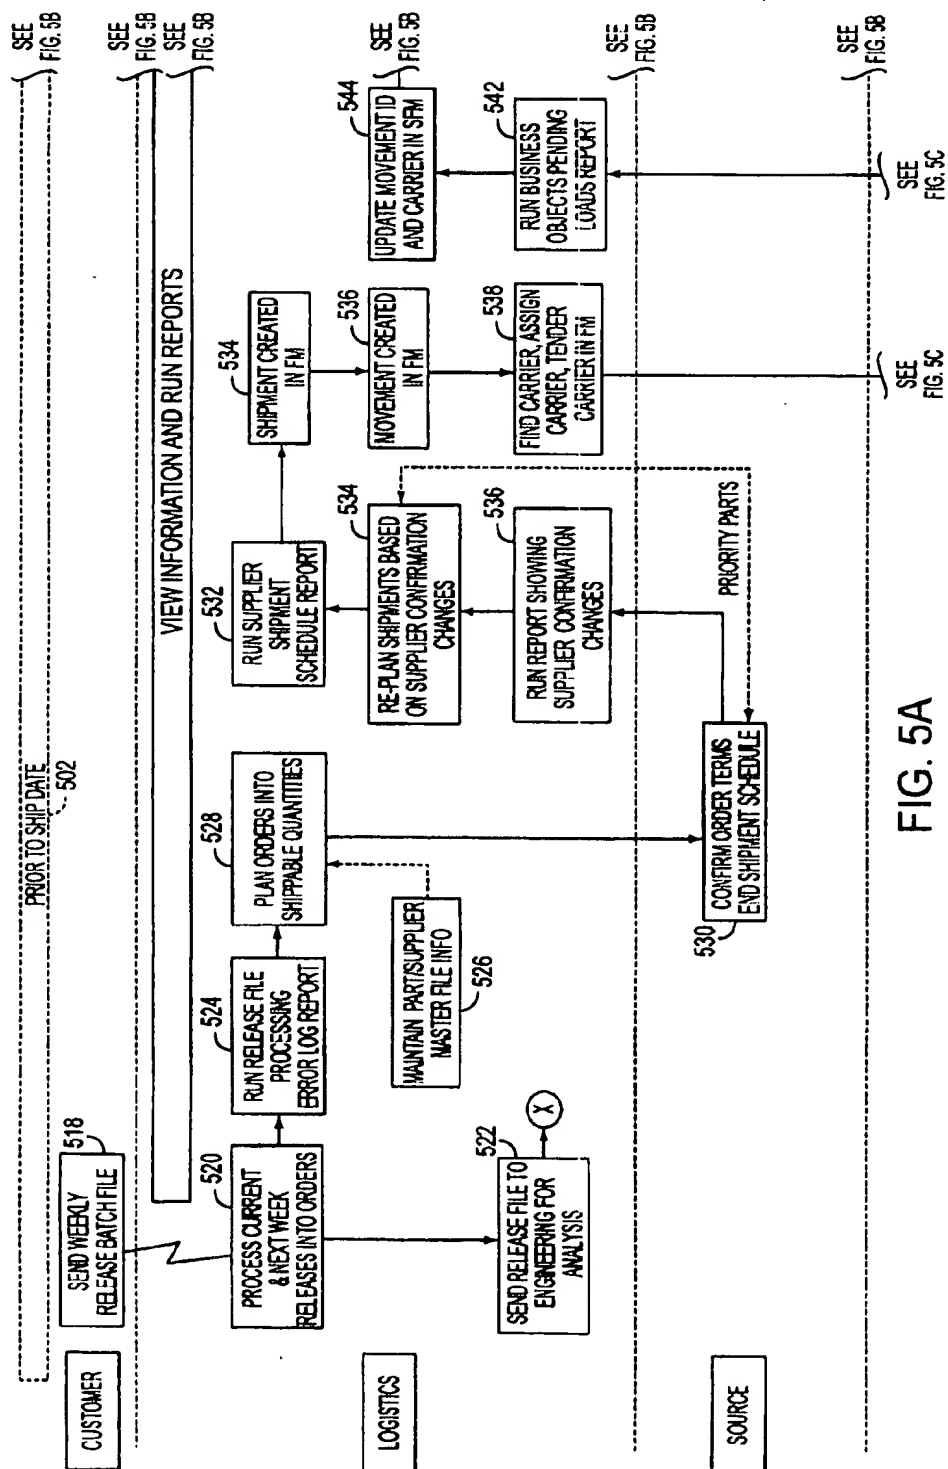 PRIOR TO SHIP DATE
502
SEE
FIG. 5B
CUSTOMER
SEND WEEKLY
RELEASE BATCH FILE
518
SEE
FIG. 5B
VIEW INFORMATION AND RUN REPORTS
SEE
FIG. 5B
LOGISTICS
PROCESS CURRENT
& NEXT WEEK
RELEASES INTO ORDERS
520
RUN RELEASE FILE
PROCESSING
ERROR LOG REPORT
524
PLAN ORDERS INTO
SHIPPABLE QUANTITIES
528
RUN SUPPLIER
SHIPMENT
SCHEDULE REPORT
532
SHIPMENT CREATED
IN FM
534
MAINTAIN PART/SUPPLIER
MASTER FILE INFO
526
RE-PLAN SHIPMENTS BASED
ON SUPPLIER CONFIRMATION
CHANGES
534
MOVEMENT CREATED
IN FM
536
UPDATE MOVEMENT ID
AND CARRIER IN SFM
544
SEE
FIG. 5B
SEND RELEASE FILE TO
ENGINEERING FOR
ANALYSIS
522
X
RUN REPORT SHOWING
SUPPLIER CONFIRMATION
CHANGES
536
FIND CARRIER, ASSIGN
CARRIER, TENDER
CARRIER IN FM
538
RUN BUSINESS
OBJECTS PENDING
LOADS REPORT
542
SEE
FIG. 5B
SOURCE
CONFIRM ORDER TERMS
END SHIPMENT SCHEDULE
530
PRIORITY PARTS
SEE
FIG. 5B
SEE
FIG. 5C
SEE
FIG. 5C
FIG. 5A